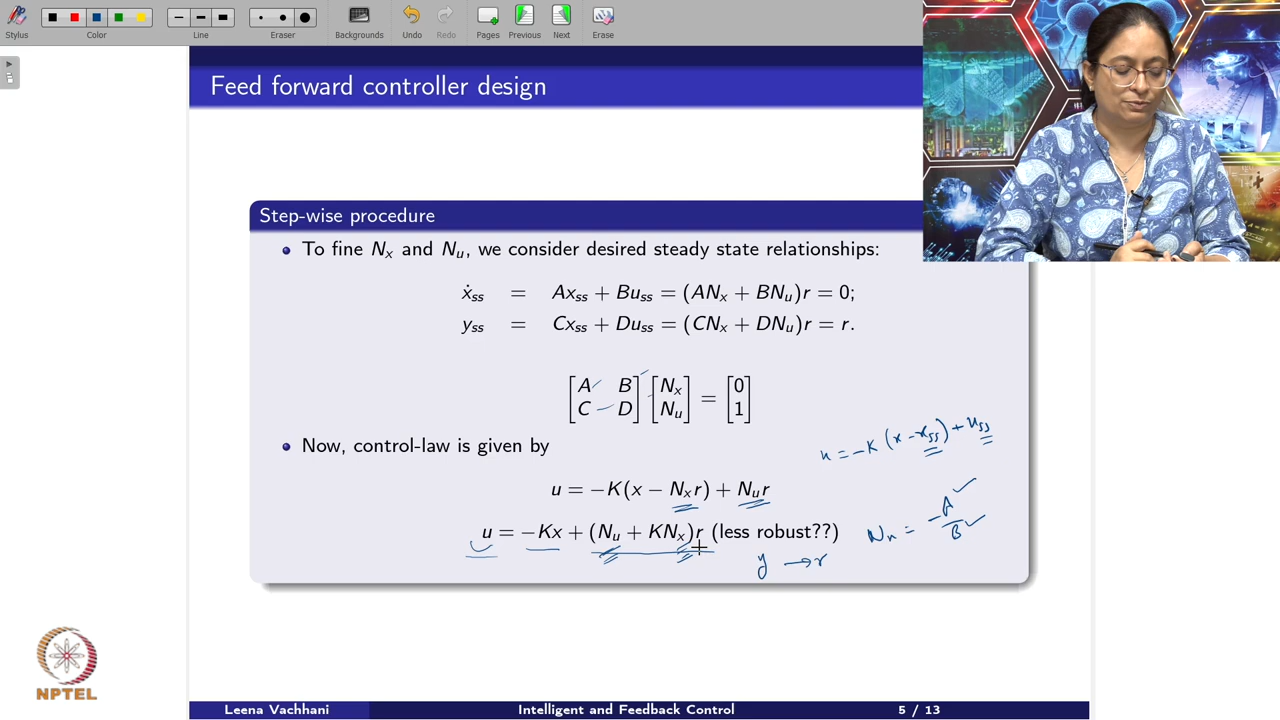 Stylus
Color
Eraser
Backgrounds
Undo
Redo
Pages
Previous
Next
Erase
Feed forward controller design
Step-wise procedure
To fine Nx and Nu, we consider desired steady state relationships:
ẋss = Axss + Buss = (ANx + BNu)r = 0;
yss = Cxss + Duss = (CNx + DNu)r = r.
[A B; C D] [Nx; Nu] = [0; 1]
Now, control-law is given by
u = −K(x − xss) + uss
u = −K(x − Nxr) + Nur
u = −Kx + (Nu + KNx)r (less robust??)
Nu = −A/B
y → r
NPTEL
Leena Vachhani
Intelligent and Feedback Control
5 / 13